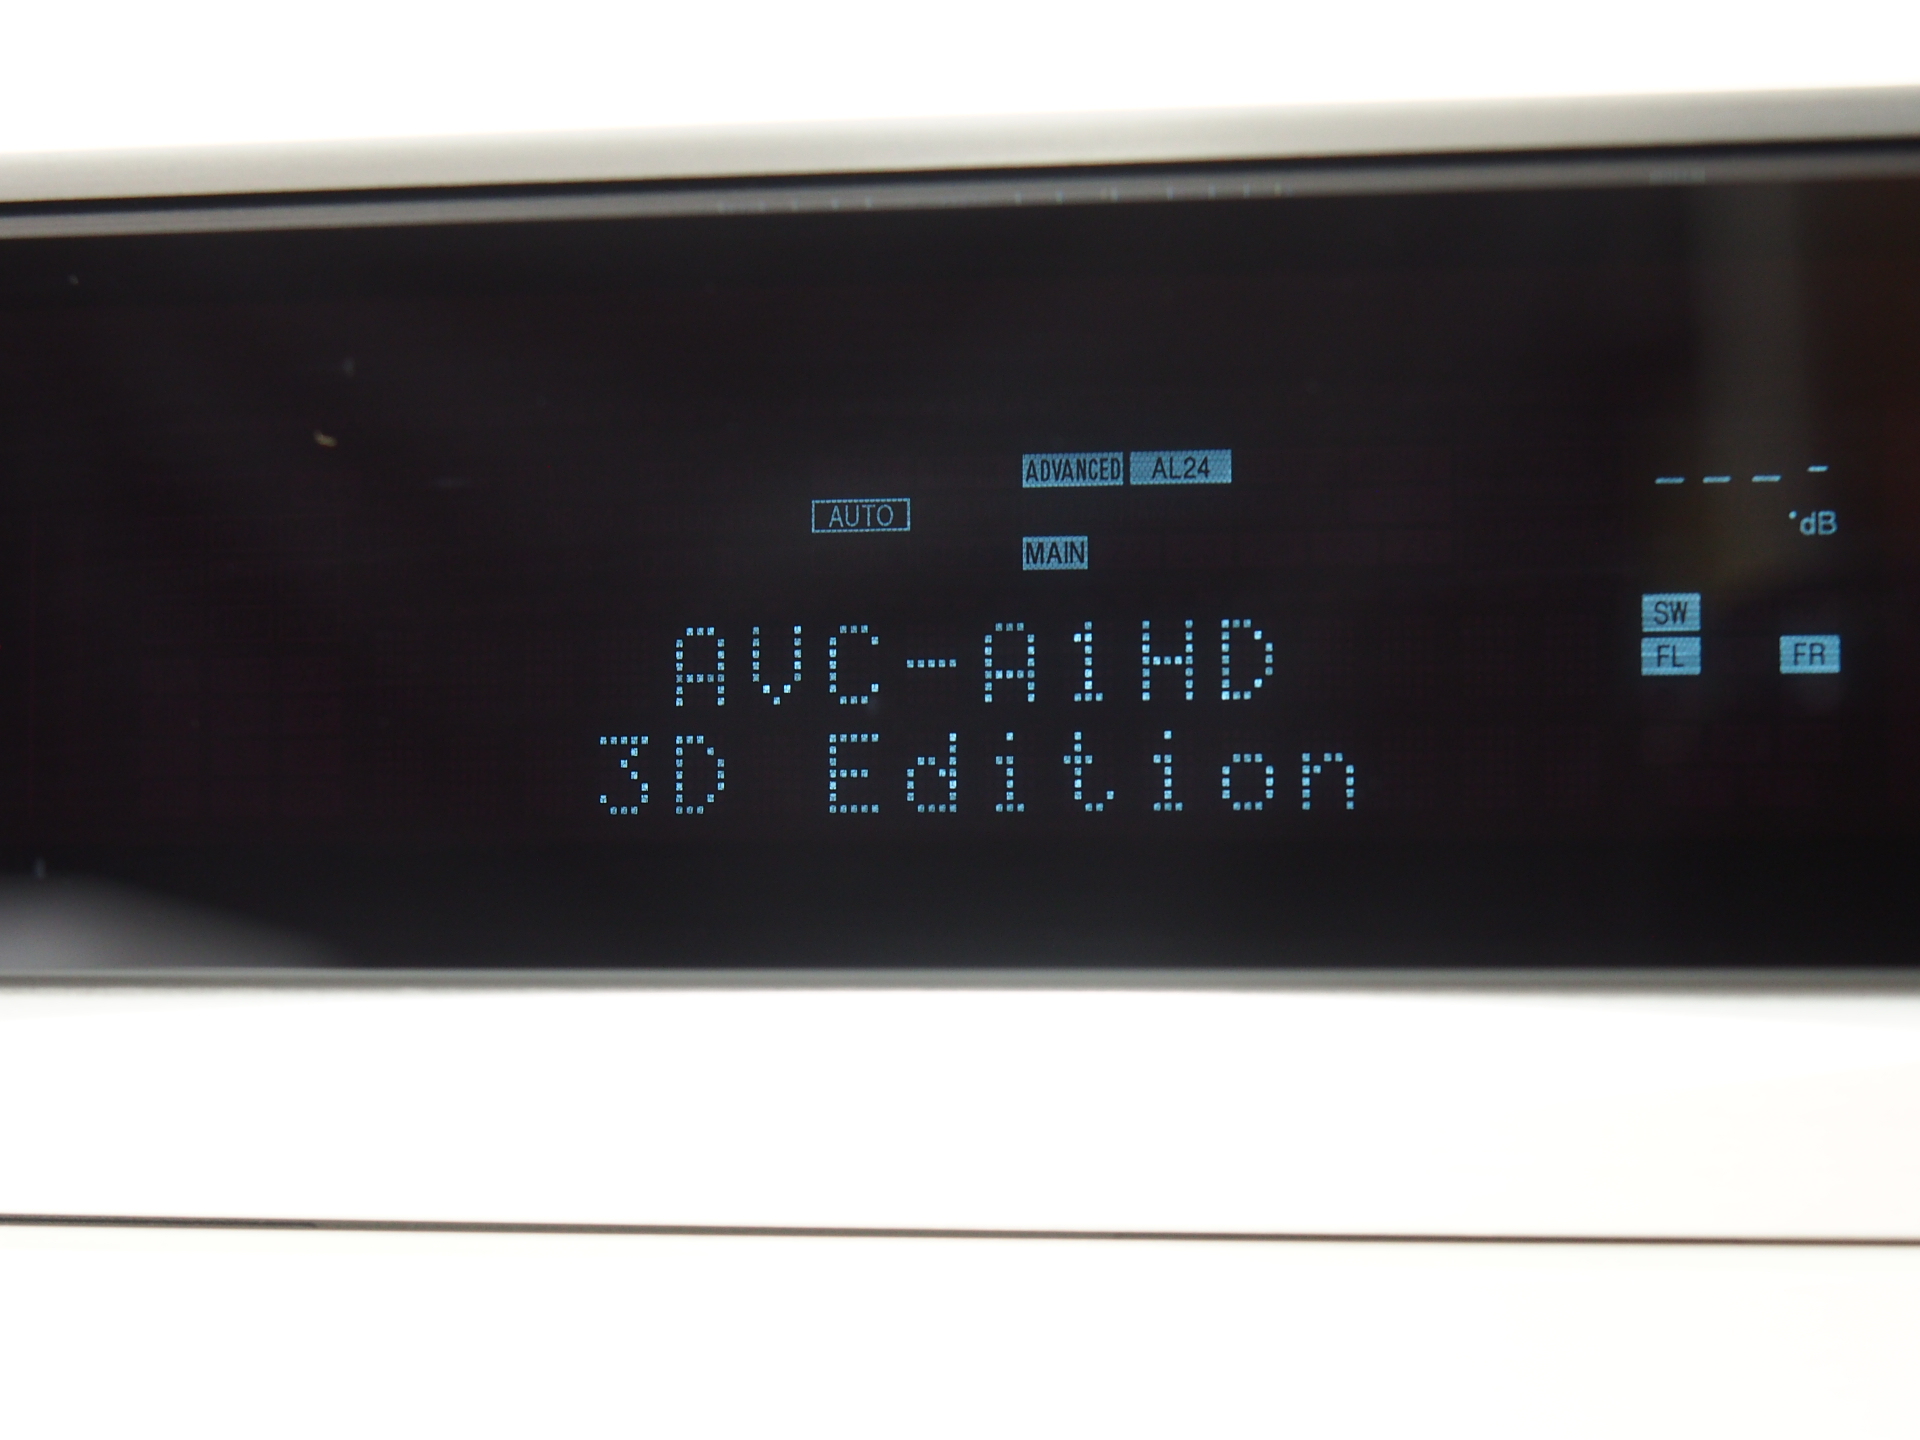 ADVANCED AL24
AUTO
MAIN
----
dB
SW
FL FR
AVC-A1HD
3D Edition